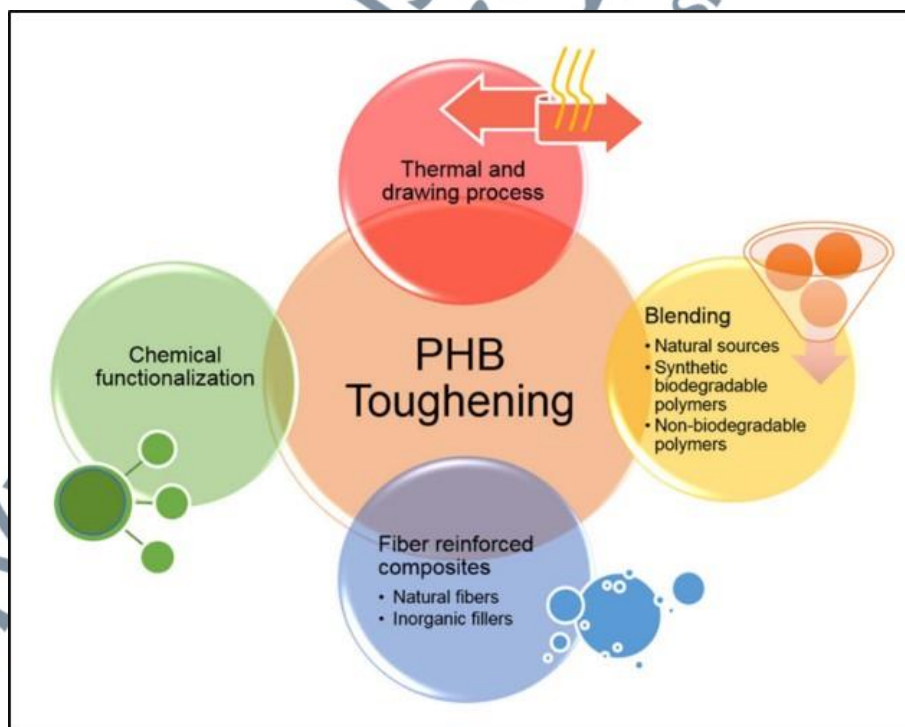 Thermal and
drawing process
Blending
• Natural sources
• Synthetic
biodegradable
polymers
• Non-biodegradable
polymers
PHB
Toughening
Chemical
functionalization
Fiber reinforced
composites
• Natural fibers
• Inorganic fillers